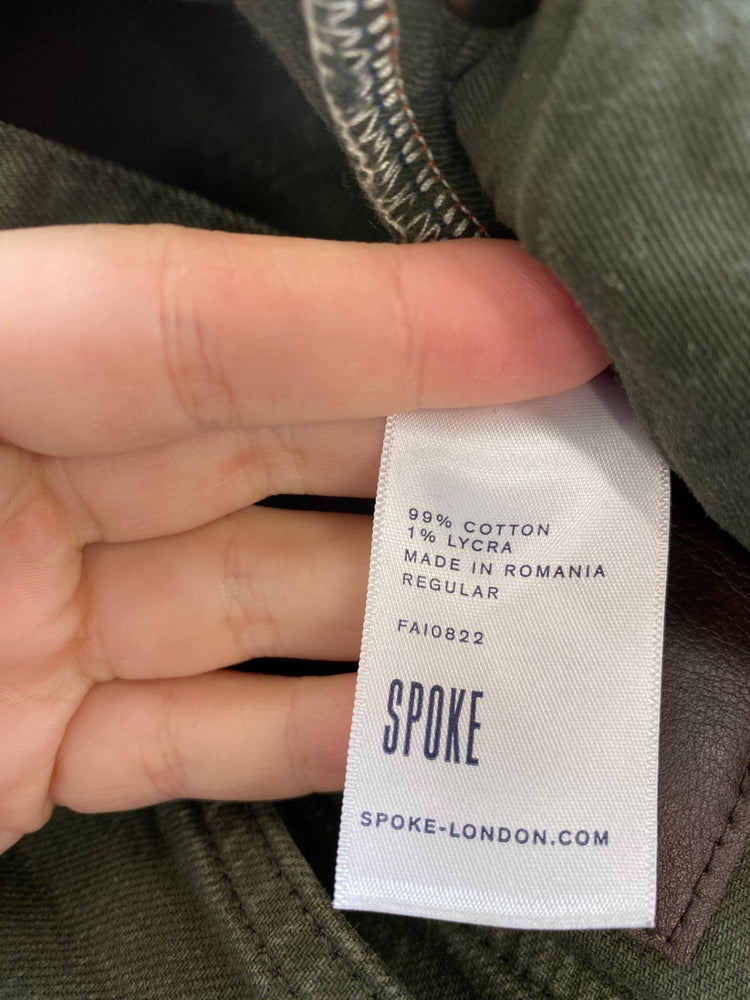 99% COTTON
1% LYCRA
MADE IN ROMANIA
REGULAR
FAI0822
SPOKE
SPOKE-LONDON.COM